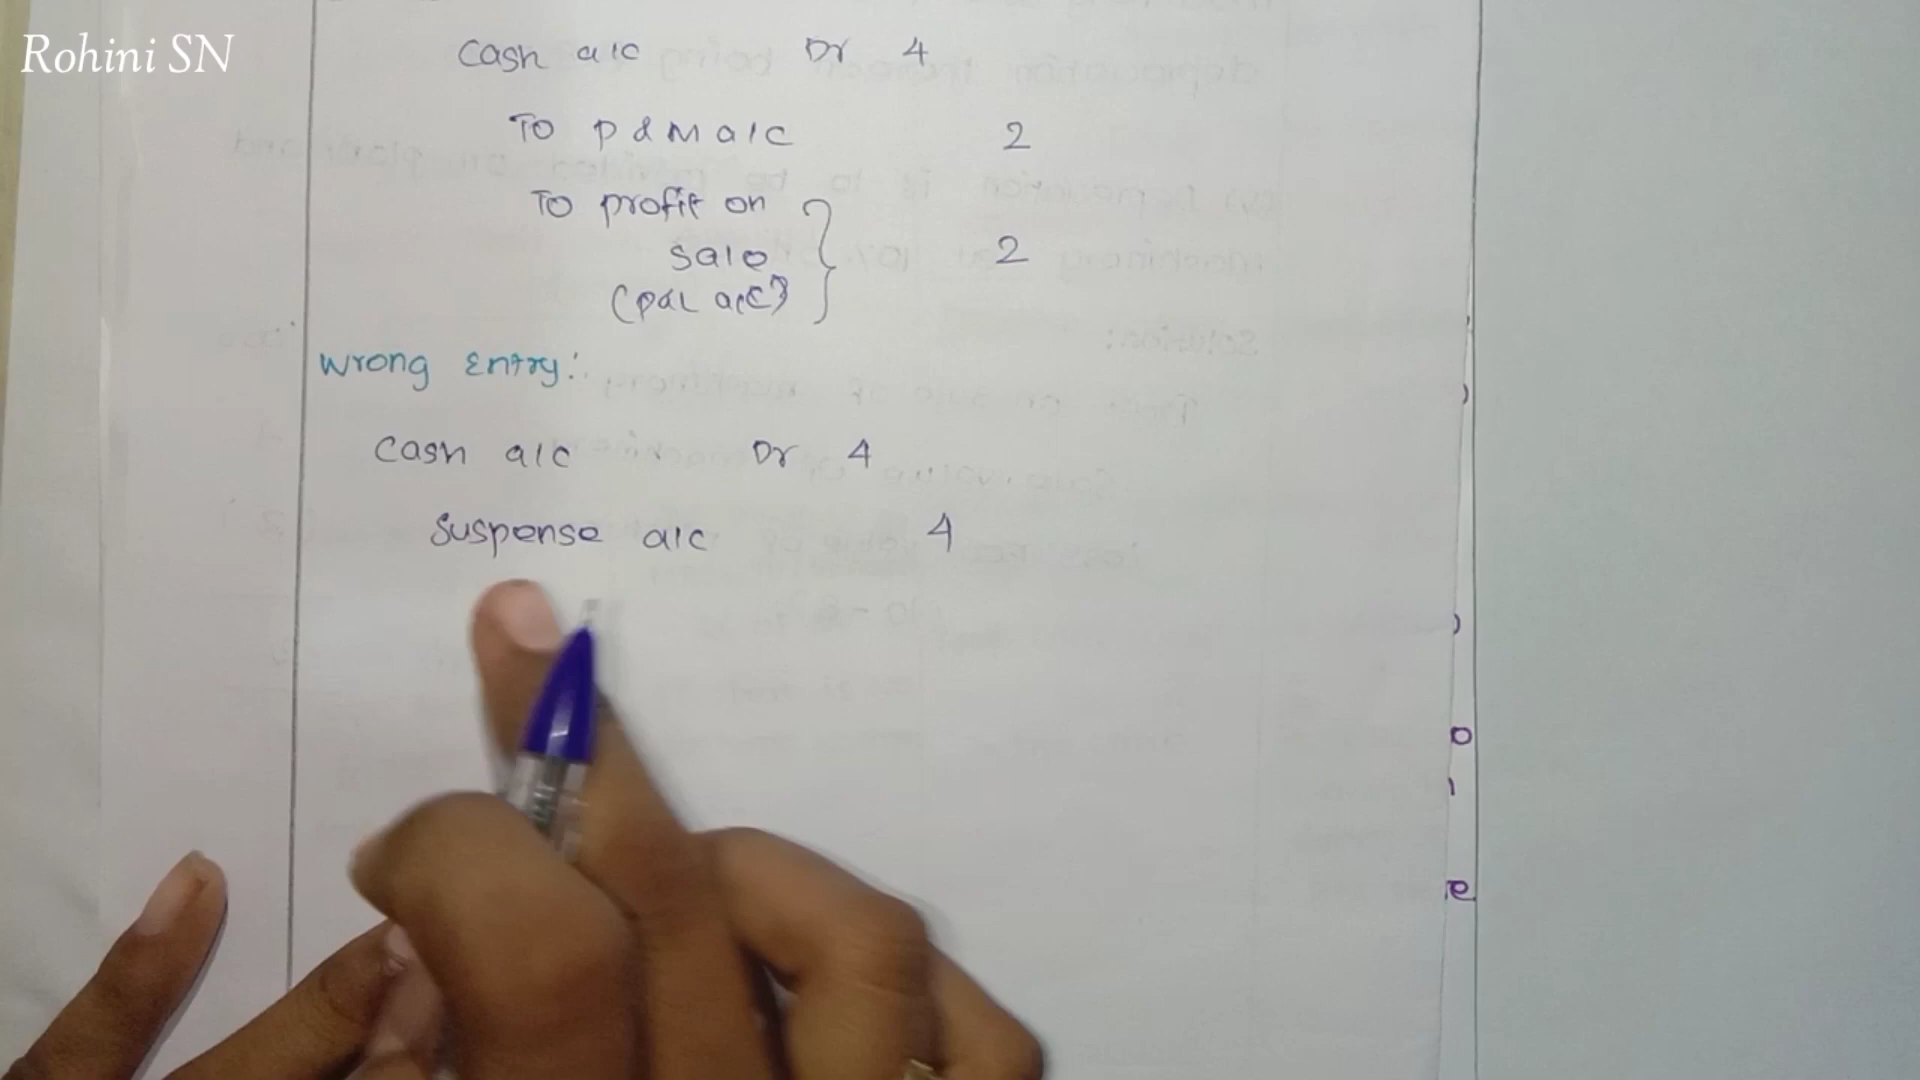 Rohini SN
Cash a/c Dr 4
To P & M a/c 2
To profit on
sale 2
(P&L a/c)
Wrong Entry:
Cash a/c Dr 4
Suspense a/c 4